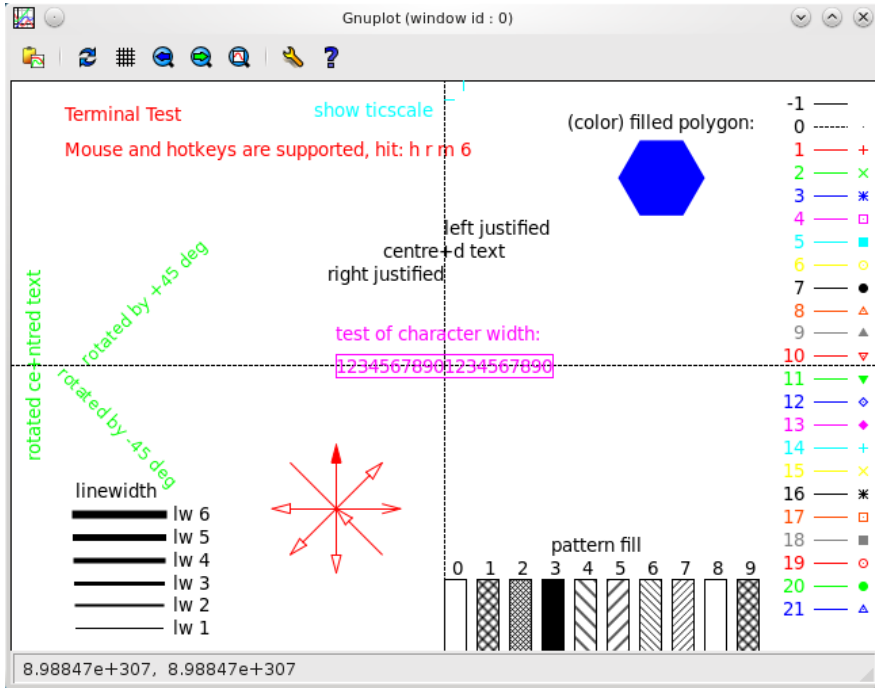 Gnuplot (window id : 0)
Terminal Test
show ticscale
(color) filled polygon:
Mouse and hotkeys are supported, hit: h r m 6
left justified
centre+d text
right justified
rotated by +45 deg
rotated ce+ntred text
test of character width:
12345678901234567890
rotated by -45 deg
linewidth
lw 6
lw 5
lw 4
lw 3
lw 2
lw 1
pattern fill
0 1 2 3 4 5 6 7 8 9
-1
0
1
2
3
4
5
6
7
8
9
10
11
12
13
14
15
16
17
18
19
20
21
8.98847e+307, 8.98847e+307